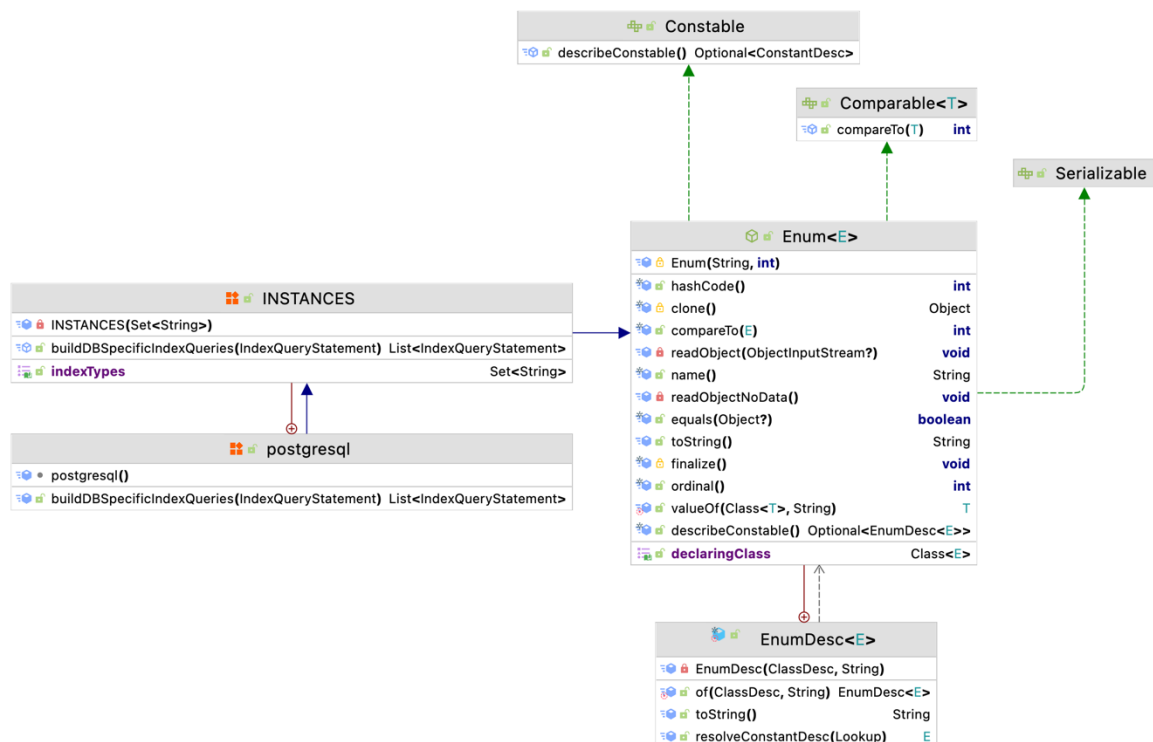 Constable
describeConstable() Optional<ConstantDesc>
Comparable<T>
compareTo(T) int
Serializable
Enum<E>
Enum(String, int)
hashCode() int
clone() Object
compareTo(E) int
readObject(ObjectInputStream?) void
name() String
readObjectNoData() void
equals(Object?) boolean
toString() String
finalize() void
ordinal() int
valueOf(Class<T>, String) T
describeConstable() Optional<EnumDesc<E>>
declaringClass Class<E>
INSTANCES
INSTANCES(Set<String>)
buildDBSpecificIndexQueries(IndexQueryStatement) List<IndexQueryStatement>
indexTypes Set<String>
postgresql
postgresql()
buildDBSpecificIndexQueries(IndexQueryStatement) List<IndexQueryStatement>
EnumDesc<E>
EnumDesc(ClassDesc, String)
of(ClassDesc, String) EnumDesc<E>
toString() String
resolveConstantDesc(Lookup) E